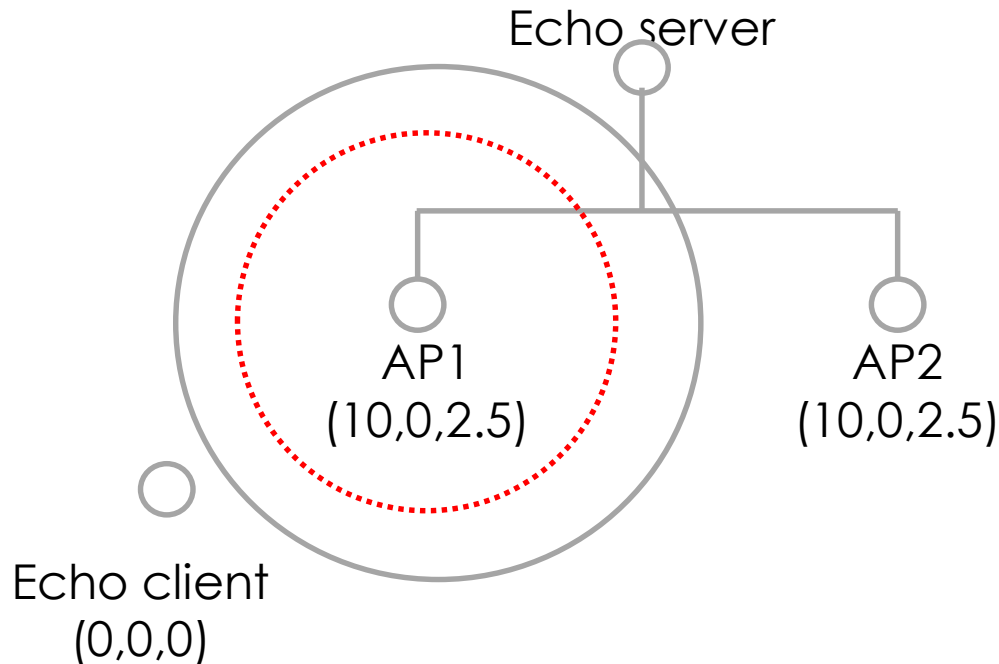 Echo server
AP1
(10,0,2.5)
AP2
(10,0,2.5)
Echo client
(0,0,0)